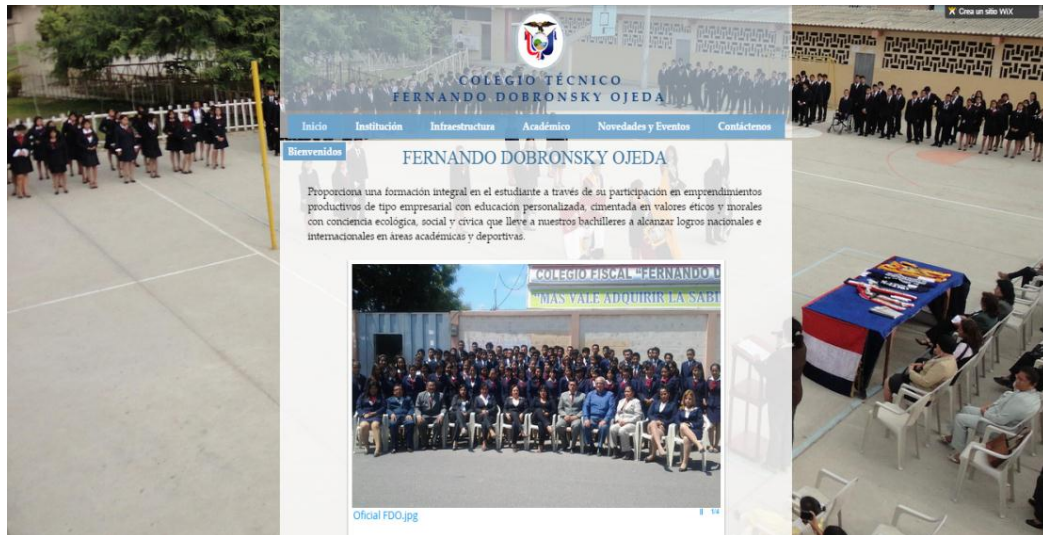 Crea un sitio WiX
COLEGIO TÉCNICO
FERNANDO DOBRONSKY OJEDA
Inicio Institución Infraestructura Académico Novedades y Eventos Contáctenos
Bienvenidos
FERNANDO DOBRONSKY OJEDA
Proporciona una formación integral en el estudiante a través de su participación en emprendimientos
productivos de tipo empresarial con educación personalizada, cimentada en valores éticos y morales
con conciencia ecológica, social y cívica que lleve a nuestros bachilleres a alcanzar logros nacionales e
internacionales en áreas académicas y deportivas.
COLEGIO FISCAL "FERNANDO D
"MAS VALE ADQUIRIR LA SABI
Oficial FDO.jpg
1/4